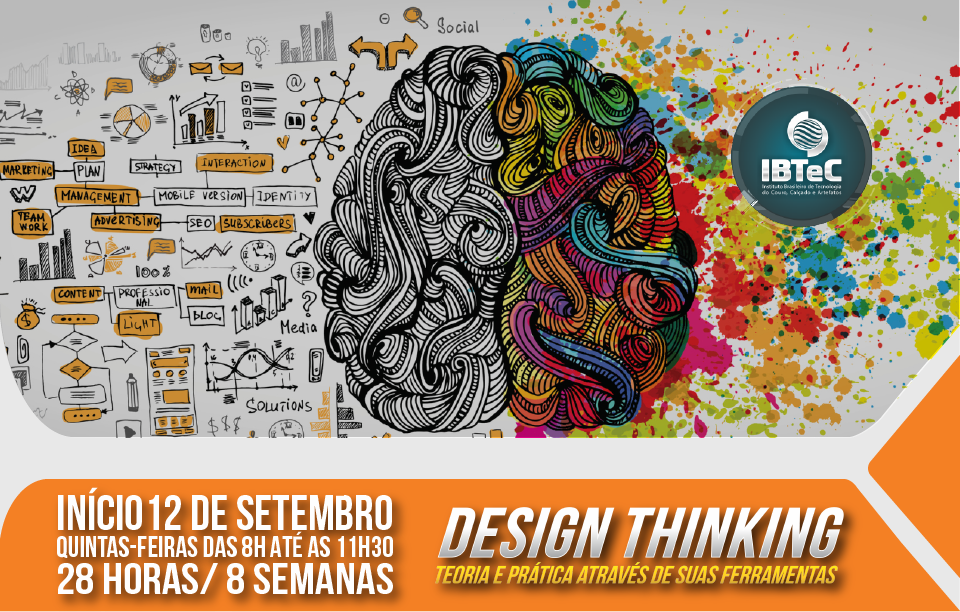 Social
@
IDEA
MARKETING
PLAN
STRATEGY
INTERACTION
W
MANAGEMENT
MOBILE VERSION
IDENTITY
TEAM
WORK
ADVERTISING
SEO
SUBSCRIBERS
100%
CONTENT
PROFESSIO
NAL
MAIL
BLOG
LIGHT
$
?
Media
SOLUTIONS
$$$
IBTeC
Instituto Brasileiro de Tecnologia
do Couro, Calçado e Artefatos
INÍCIO 12 DE SETEMBRO
QUINTAS-FEIRAS DAS 8H ATÉ AS 11H30
28 HORAS/ 8 SEMANAS
DESIGN THINKING
TEORIA E PRÁTICA ATRAVÉS DE SUAS FERRAMENTAS